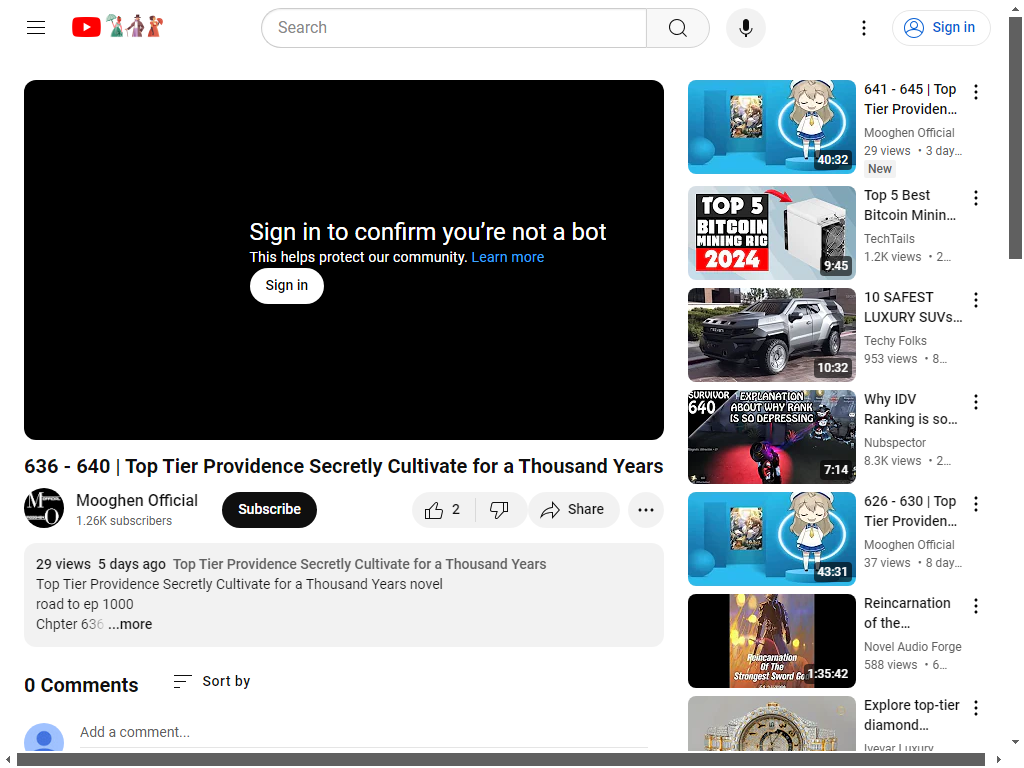 Search
Sign in
Sign in to confirm you’re not a bot
This helps protect our community. Learn more
Sign in
636 - 640 | Top Tier Providence Secretly Cultivate for a Thousand Years
Mooghen Official
1.26K subscribers
Subscribe
2
Share
29 views 5 days ago Top Tier Providence Secretly Cultivate for a Thousand Years
Top Tier Providence Secretly Cultivate for a Thousand Years novel
road to ep 1000
Chpter 636 ...more
0 Comments
Sort by
Add a comment...
40:32
641 - 645 | Top
Tier Providen...
Mooghen Official
29 views • 3 day...
New
TOP 5
BITCOIN
MINING RIG
2024
9:45
Top 5 Best
Bitcoin Minin...
TechTails
1.2K views • 2...
10:32
10 SAFEST
LUXURY SUVs...
Techy Folks
953 views • 8...
SURVIVOR
640
EXPLANATION
ABOUT WHY RANK
IS SO DEPRESSING
7:14
Why IDV
Ranking is so...
Nubspector
8.3K views • 2...
43:31
626 - 630 | Top
Tier Providen...
Mooghen Official
37 views • 8 day...
Reincarnation
Of The
Strongest Sword God
1:35:42
Reincarnation
of the...
Novel Audio Forge
588 views • 6...
Explore top-tier
diamond...
Iveyar Luxury